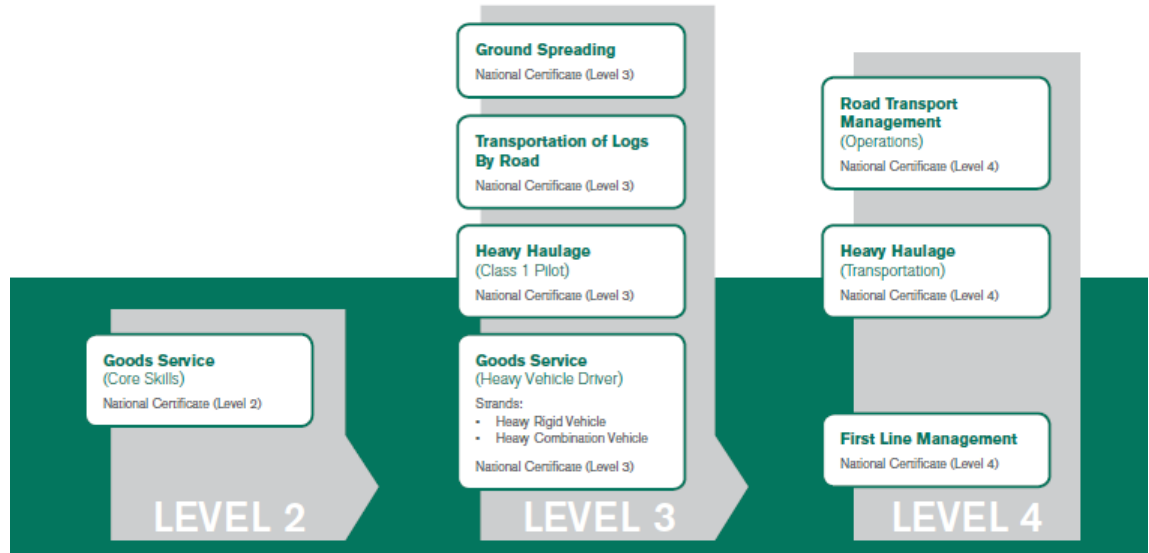 Goods Service
(Core Skills)
National Certificate (Level 2)
LEVEL 2
Ground Spreading
National Certificate (Level 3)
Transportation of Logs
By Road
National Certificate (Level 3)
Heavy Haulage
(Class 1 Pilot)
National Certificate (Level 3)
Goods Service
(Heavy Vehicle Driver)
Strands:
• Heavy Rigid Vehicle
• Heavy Combination Vehicle
National Certificate (Level 3)
LEVEL 3
Road Transport
Management
(Operations)
National Certificate (Level 4)
Heavy Haulage
(Transportation)
National Certificate (Level 4)
First Line Management
National Certificate (Level 4)
LEVEL 4